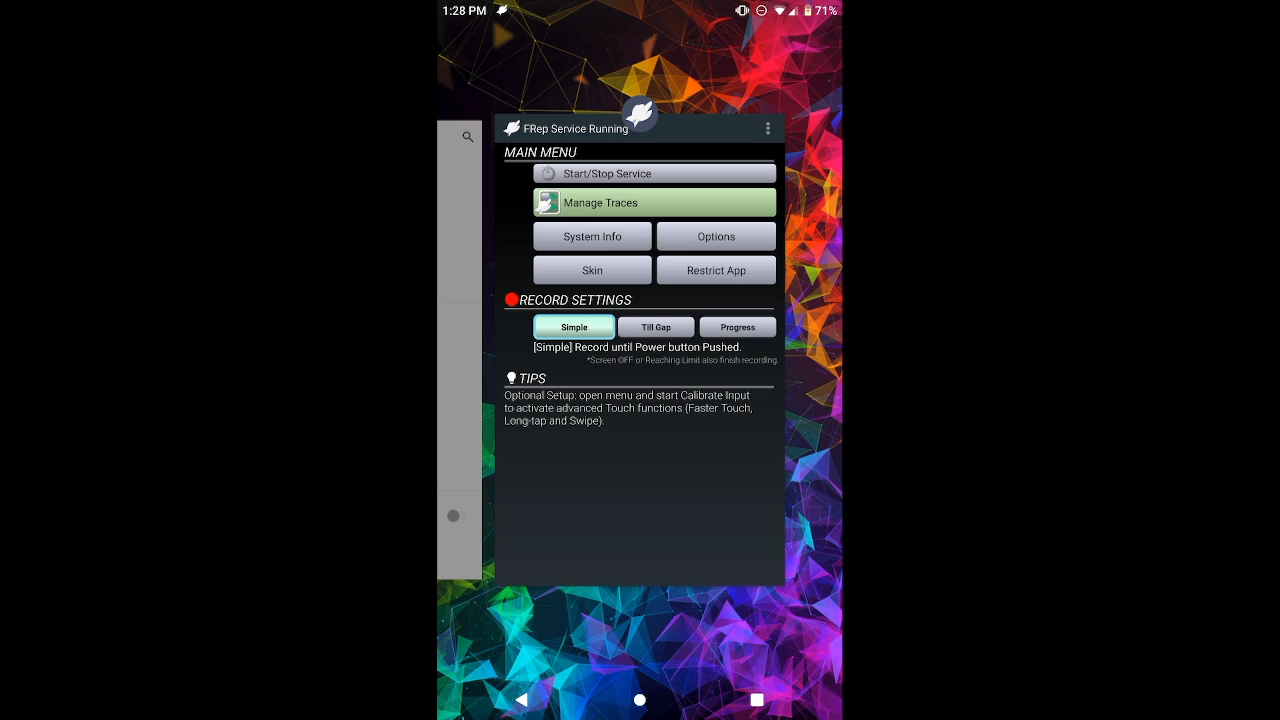 1:28 PM
71%
FRep Service Running
MAIN MENU
Start/Stop Service
Manage Traces
System Info
Options
Skin
Restrict App
RECORD SETTINGS
Simple
Till Gap
Progress
[Simple] Record until Power button Pushed.
*Screen OFF or Reaching Limit also finish recording.
TIPS
Optional Setup: open menu and start Calibrate Input
to activate advanced Touch functions (Faster Touch,
Long-tap and Swipe).